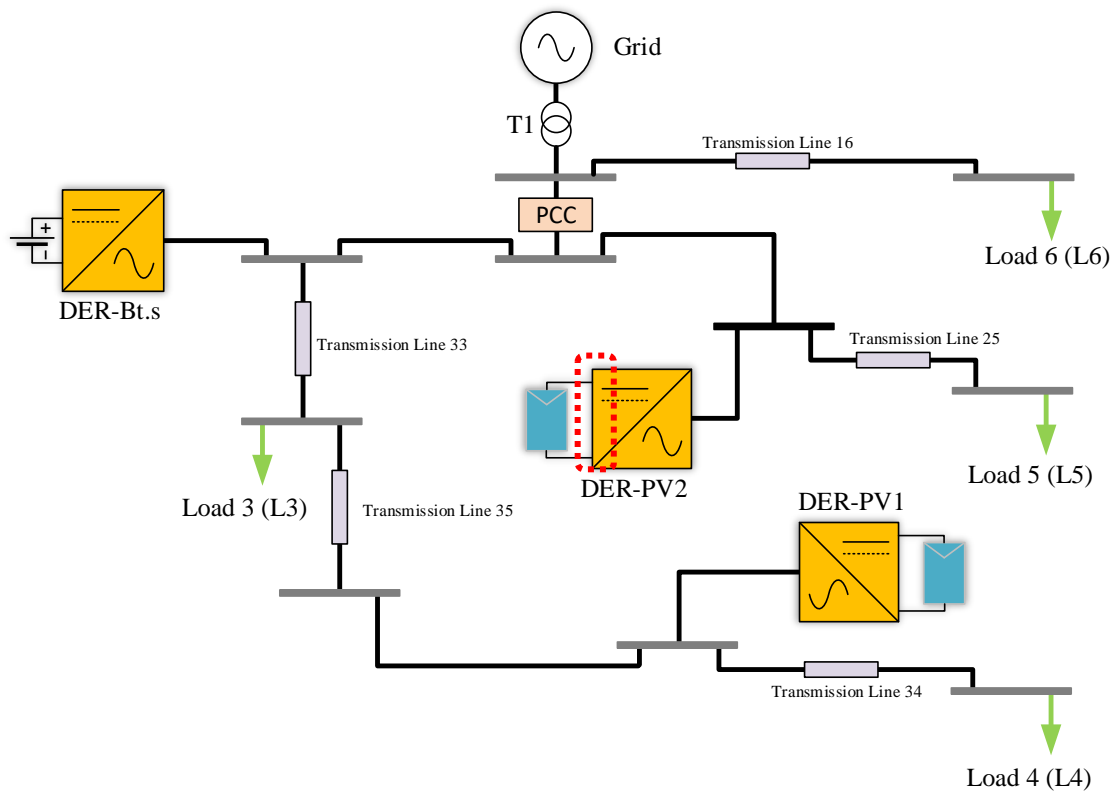 Grid
T1
Transmission Line 16
PCC
Load 6 (L6)
+
-
DER-Bt.s
Transmission Line 33
Transmission Line 25
DER-PV2
Load 5 (L5)
DER-PV1
Load 3 (L3)
Transmission Line 35
Transmission Line 34
Load 4 (L4)